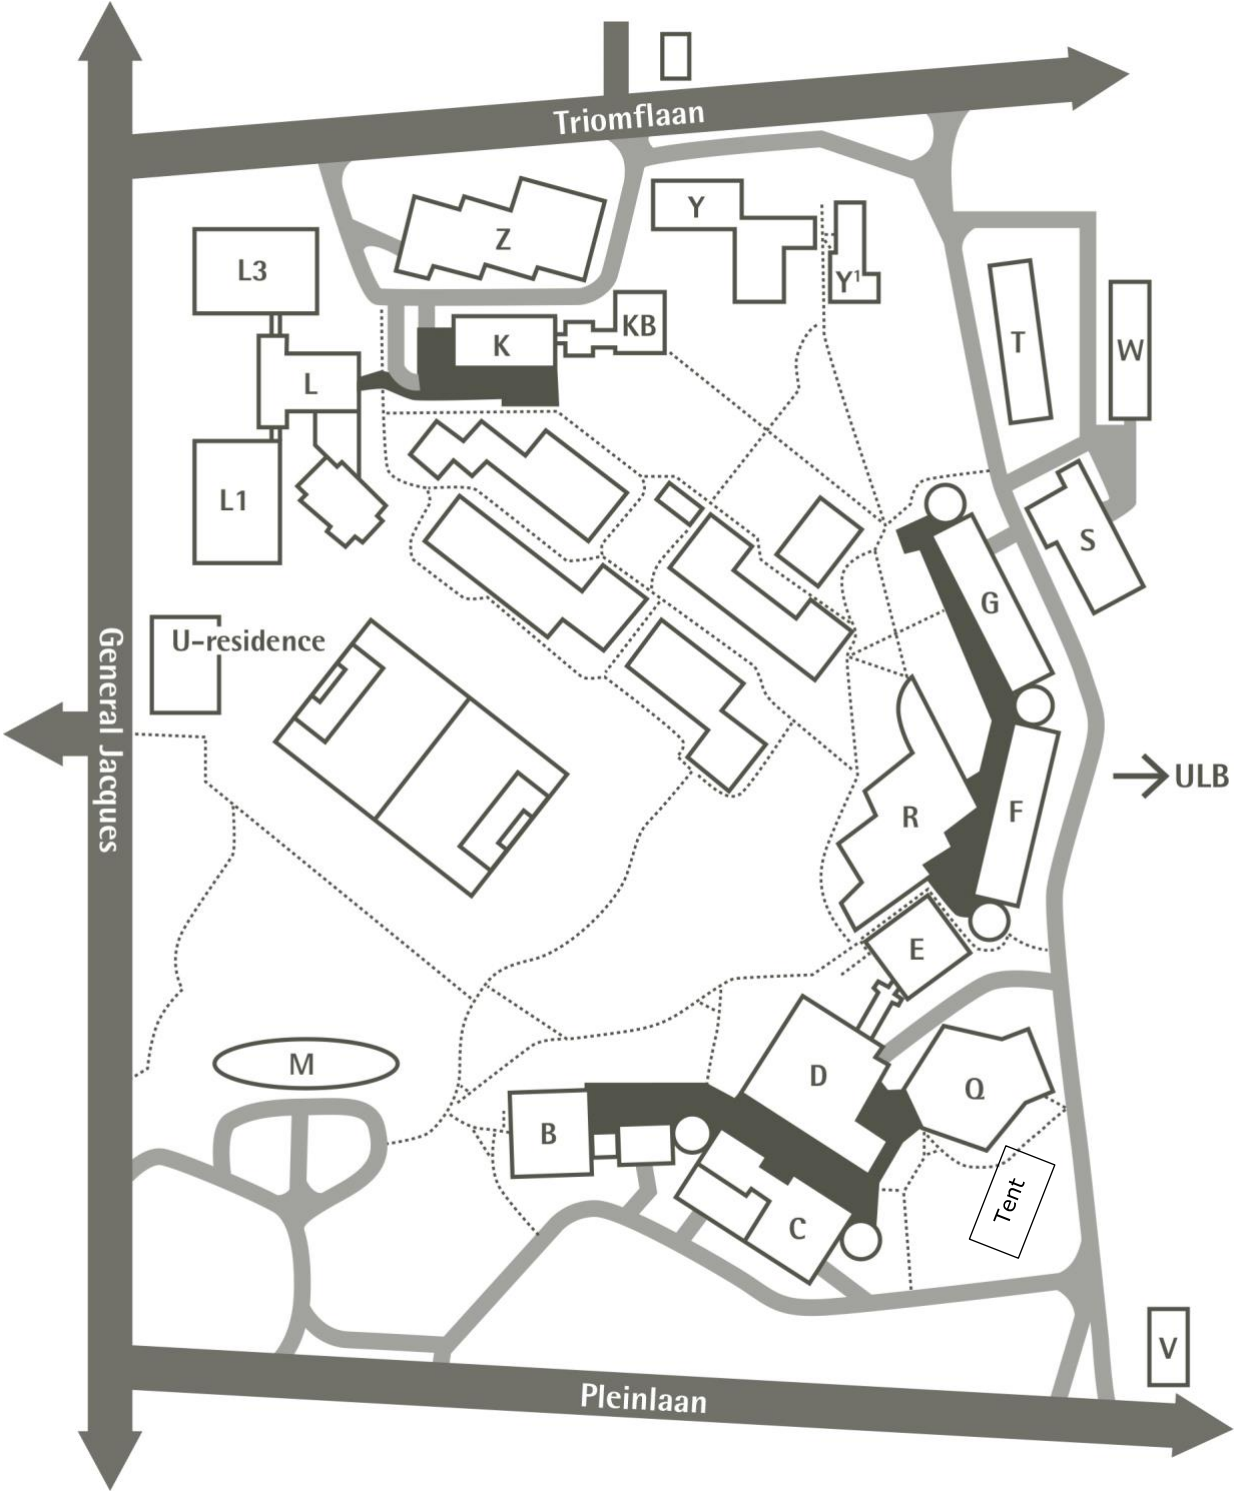 Triomflaan
Y
Z
L3
Y¹
KB
T
K
W
L
L1
S
G
U-residence
General Jacques
ULB
F
R
E
M
D
Q
B
Tent
C
V
Pleinlaan